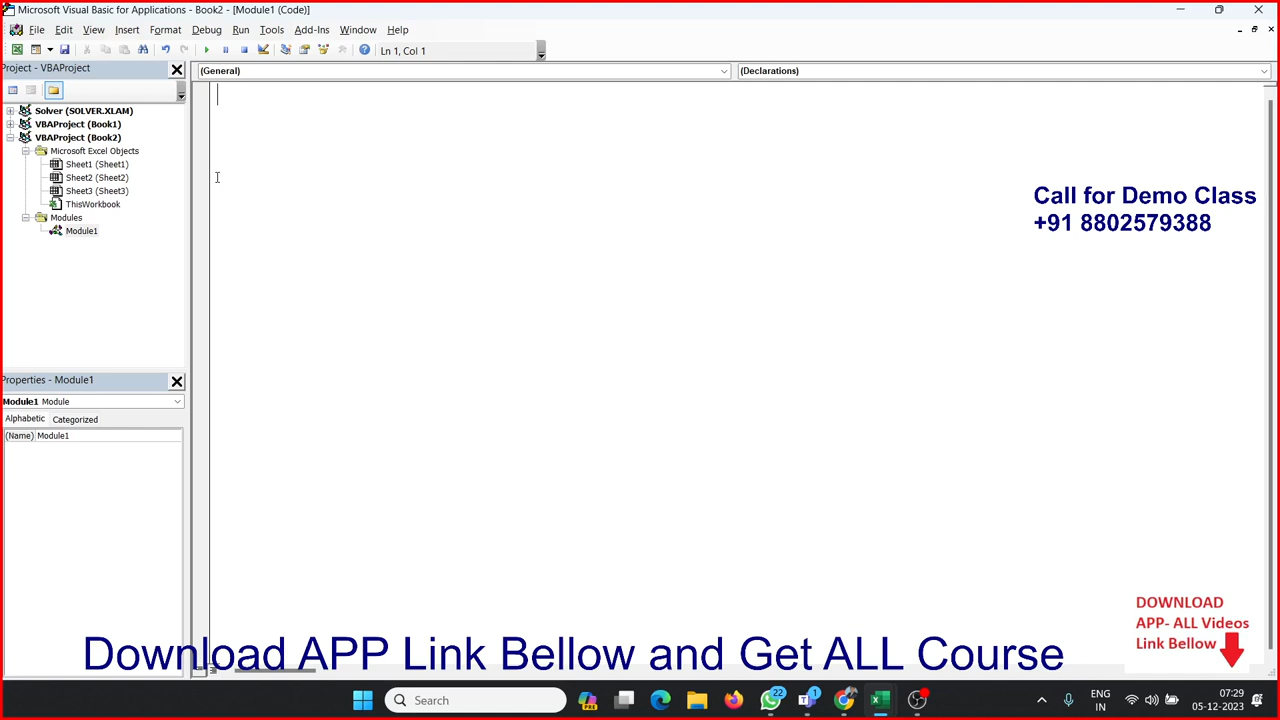 Microsoft Visual Basic for Applications - Book2 - [Module1 (Code)]
File Edit View Insert Format Debug Run Tools Add-Ins Window Help
Ln 1, Col 1
Project - VBAProject
(General)
(Declarations)
Solver (SOLVER.XLAM)
VBAProject (Book1)
VBAProject (Book2)
Microsoft Excel Objects
Sheet1 (Sheet1)
Sheet2 (Sheet2)
Sheet3 (Sheet3)
ThisWorkbook
Modules
Module1
Call for Demo Class
+91 8802579388
Properties - Module1
Module1 Module
Alphabetic Categorized
(Name) Module1
DOWNLOAD
APP- ALL Videos
Link Bellow
Download APP Link Bellow and Get ALL Course
Search
PRE
22
1
ENG
IN
07:29
05-12-2023